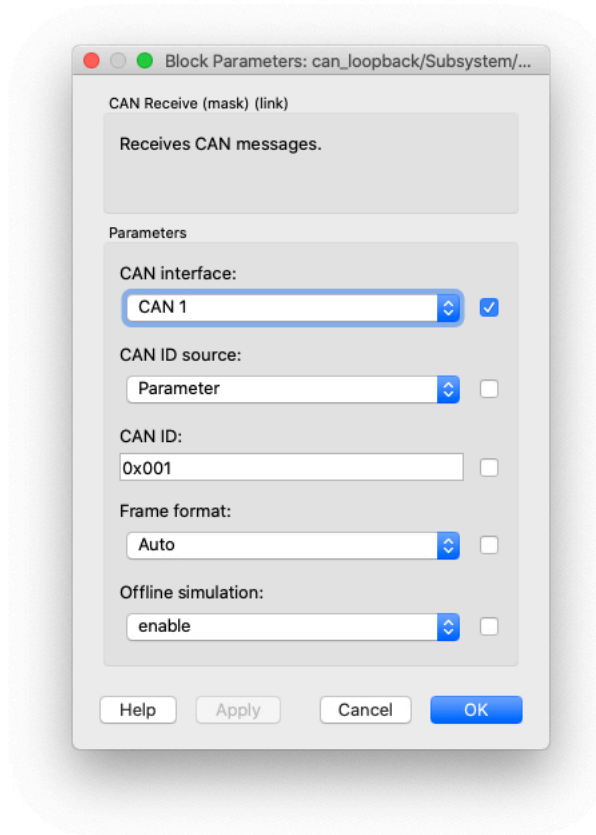 Block Parameters: can_loopback/Subsystem/...
CAN Receive (mask) (link)
Receives CAN messages.
Parameters
CAN interface:
CAN 1
CAN ID source:
Parameter
CAN ID:
0x001
Frame format:
Auto
Offline simulation:
enable
Help Apply Cancel OK